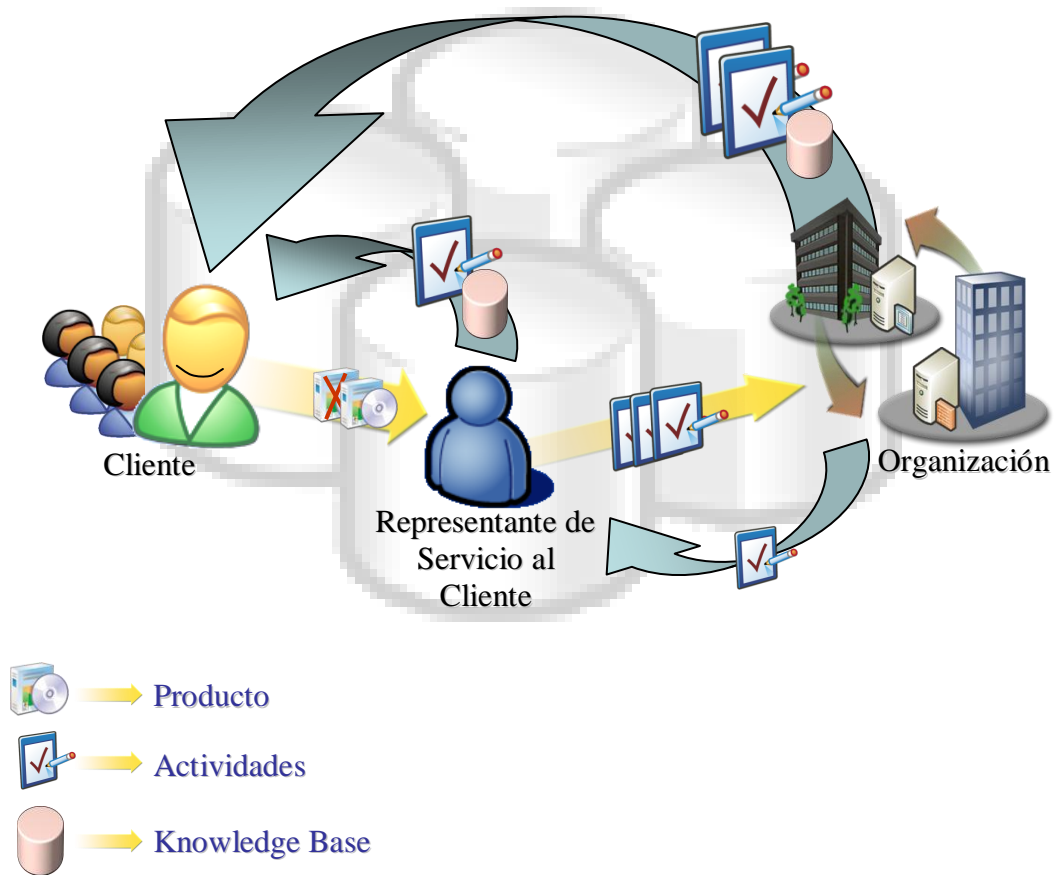 Cliente
Organización
Representante de
Servicio al
Cliente
Producto
Actividades
Knowledge Base